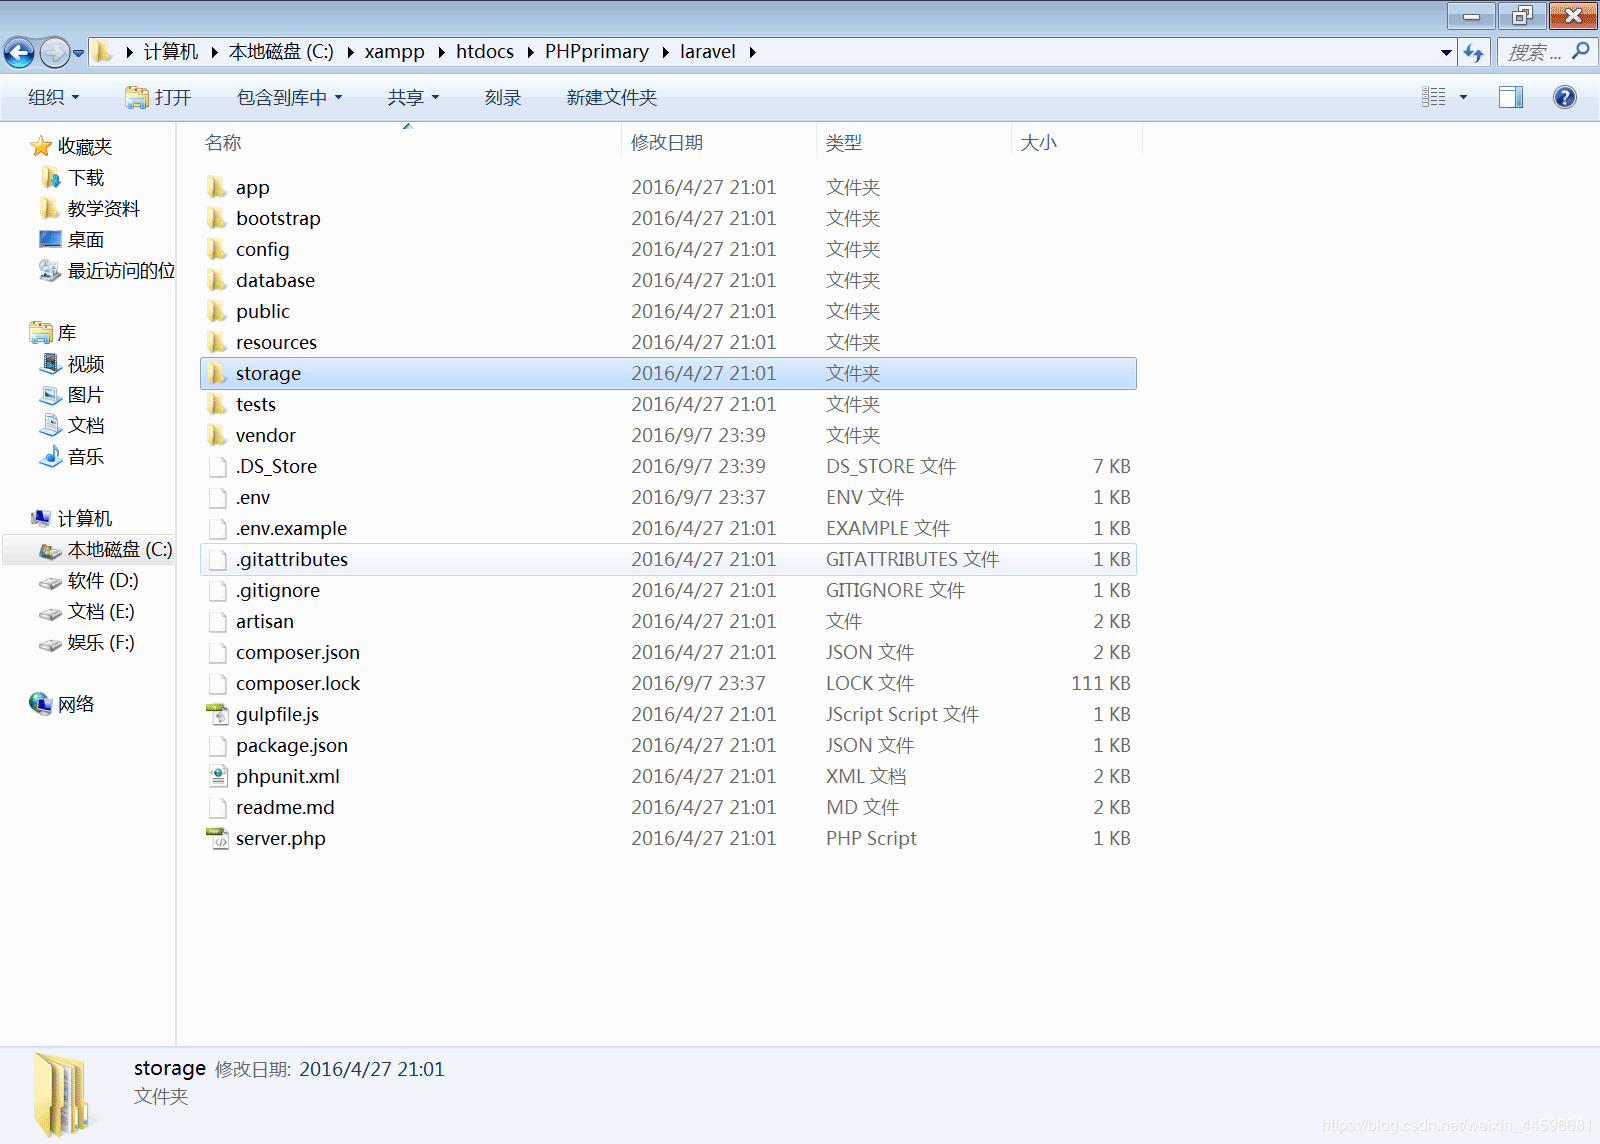 计算机 本地磁盘 (C:) xampp htdocs PHPprimary laravel 搜索 ...
组织 打开 包含到库中 共享 刻录 新建文件夹
名称 修改日期 类型 大小
收藏夹
下载
教学资料
桌面
最近访问的位
库
视频
图片
文档
音乐
计算机
本地磁盘 (C:)
软件 (D:)
文档 (E:)
娱乐 (F:)
网络
app 2016/4/27 21:01 文件夹
bootstrap 2016/4/27 21:01 文件夹
config 2016/4/27 21:01 文件夹
database 2016/4/27 21:01 文件夹
public 2016/4/27 21:01 文件夹
resources 2016/4/27 21:01 文件夹
storage 2016/4/27 21:01 文件夹
tests 2016/4/27 21:01 文件夹
vendor 2016/9/7 23:39 文件夹
.DS_Store 2016/9/7 23:39 DS_STORE 文件 7 KB
.env 2016/9/7 23:37 ENV 文件 1 KB
.env.example 2016/4/27 21:01 EXAMPLE 文件 1 KB
.gitattributes 2016/4/27 21:01 GITATTRIBUTES 文件 1 KB
.gitignore 2016/4/27 21:01 GITIGNORE 文件 1 KB
artisan 2016/4/27 21:01 文件 2 KB
composer.json 2016/4/27 21:01 JSON 文件 2 KB
composer.lock 2016/9/7 23:37 LOCK 文件 111 KB
gulpfile.js 2016/4/27 21:01 JScript Script 文件 1 KB
package.json 2016/4/27 21:01 JSON 文件 1 KB
phpunit.xml 2016/4/27 21:01 XML 文档 2 KB
readme.md 2016/4/27 21:01 MD 文件 2 KB
server.php 2016/4/27 21:01 PHP Script 1 KB
storage 修改日期: 2016/4/27 21:01
文件夹
https://blog.csdn.net/weixin_44596681